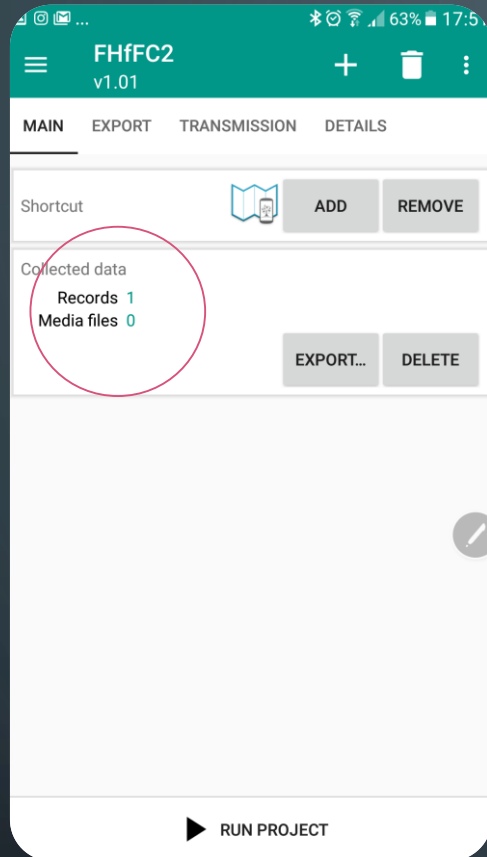 ... 63% 17:5
FHfFC2
v1.01
MAIN EXPORT TRANSMISSION DETAILS
Shortcut ADD REMOVE
Collected data
Records 1
Media files 0
EXPORT... DELETE
RUN PROJECT